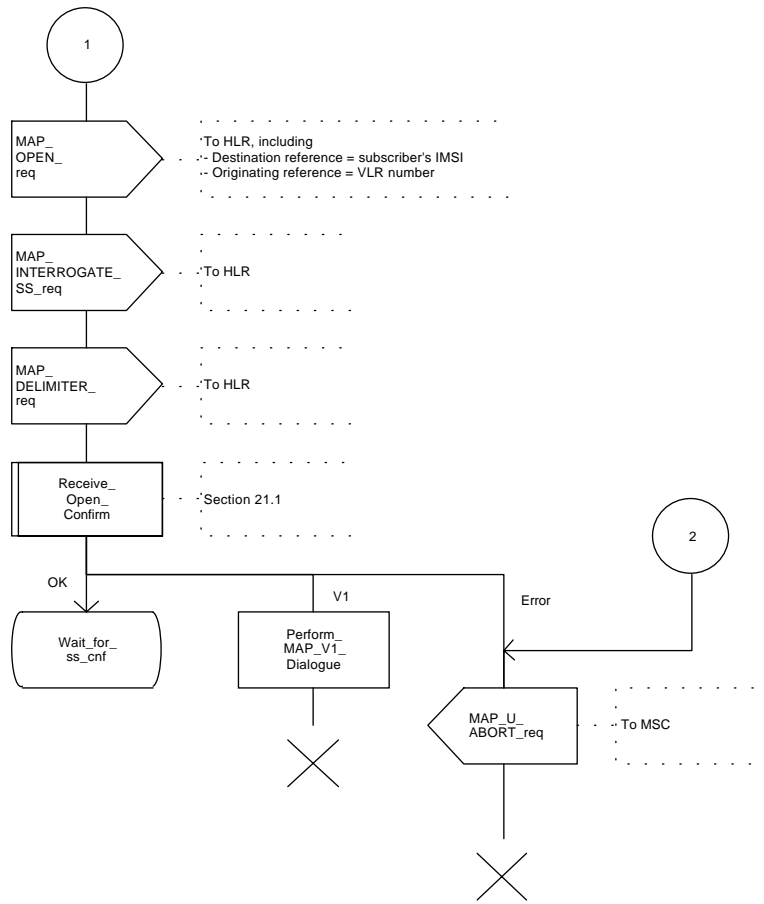 1
MAP_
OPEN_
req
To HLR, including
- Destination reference = subscriber's IMSI
- Originating reference = VLR number
MAP_
INTERROGATE_
SS_req
To HLR
MAP_
DELIMITER_
req
To HLR
Receive_
Open_
Confirm
Section 21.1
2
OK
V1
Error
Wait_for_
ss_cnf
Perform_
MAP_V1_
Dialogue
MAP_U_
ABORT_req
To MSC